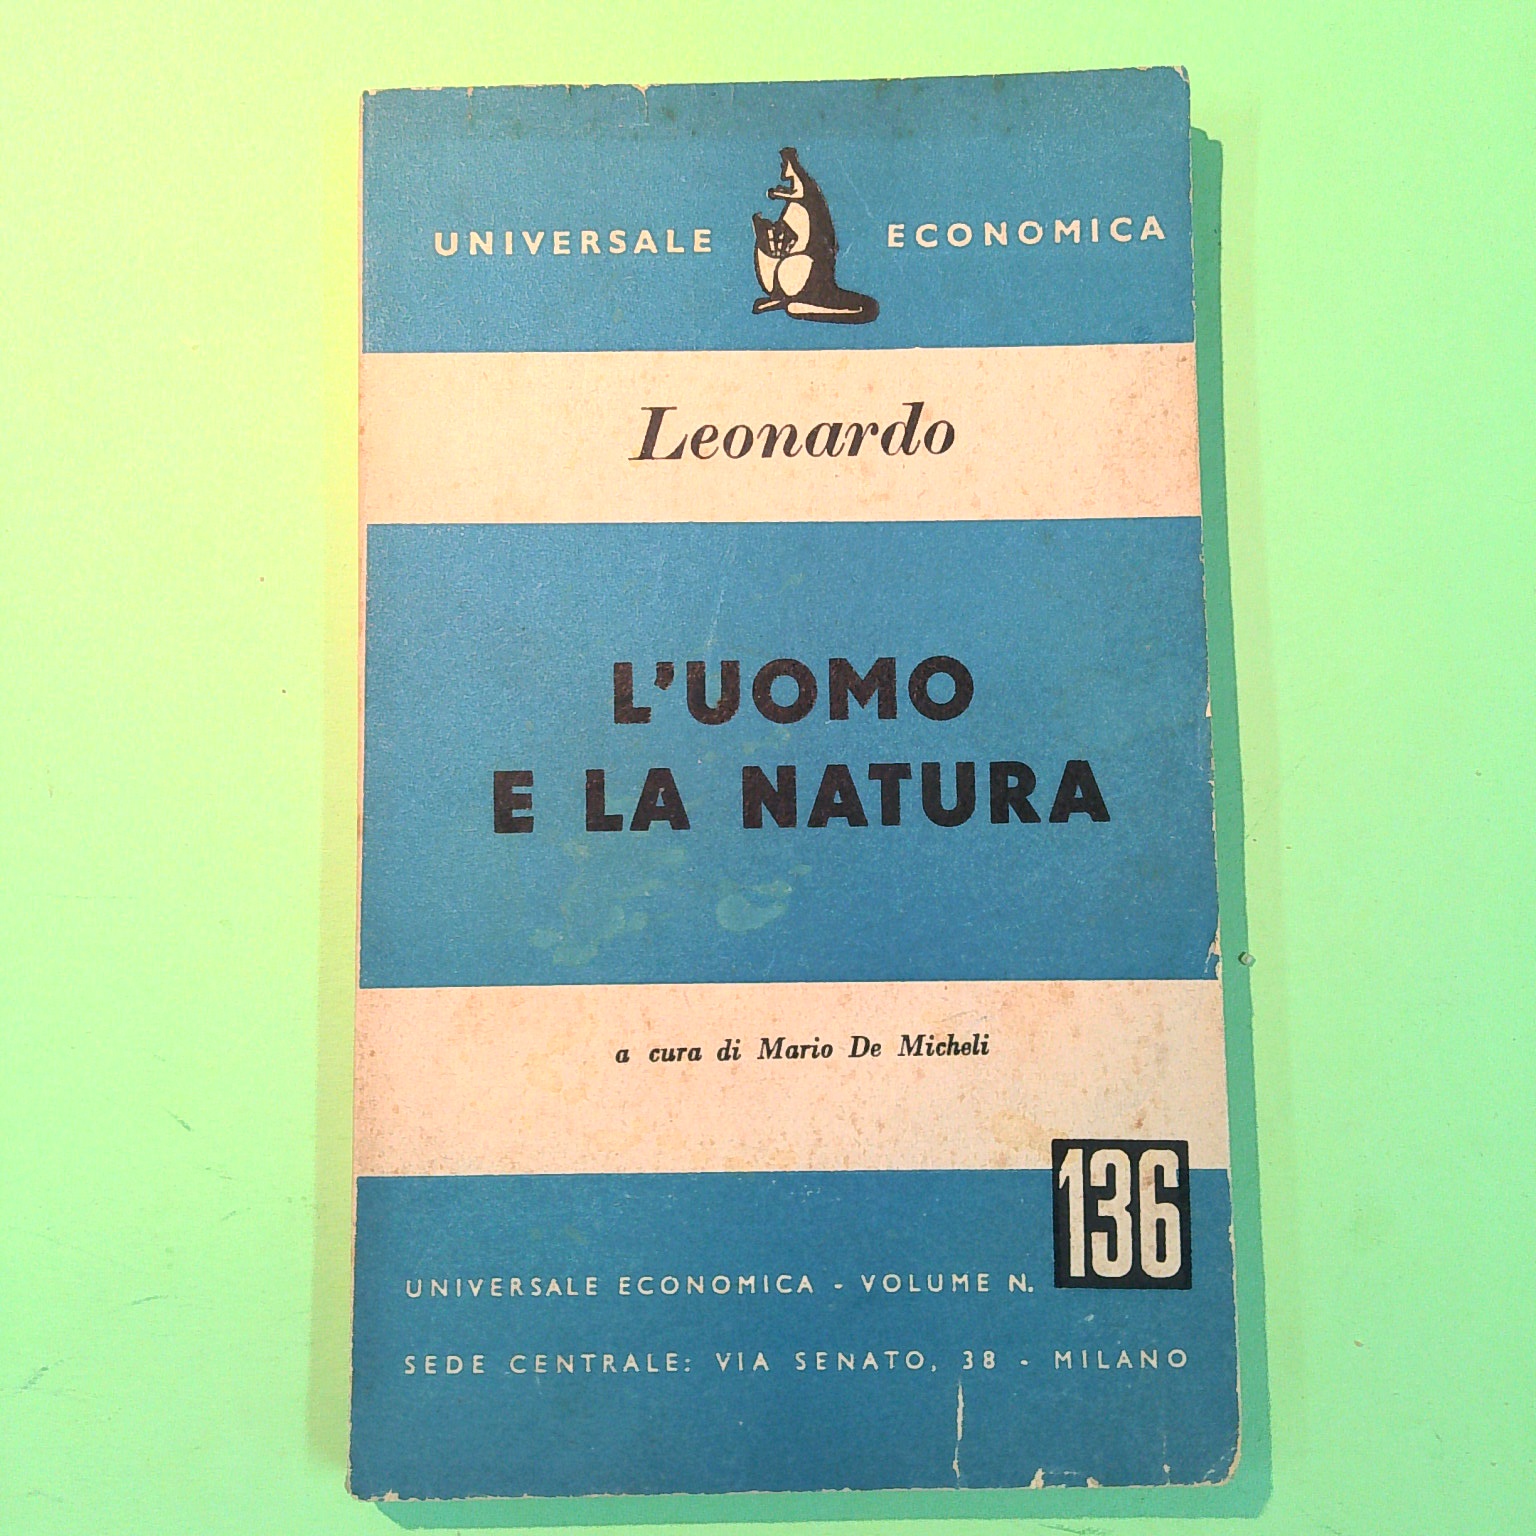 UNIVERSALE ECONOMICA
Leonardo
L'UOMO
E LA NATURA
a cura di Mario De Micheli
136
UNIVERSALE ECONOMICA - VOLUME N.
SEDE CENTRALE: VIA SENATO, 38 - MILANO